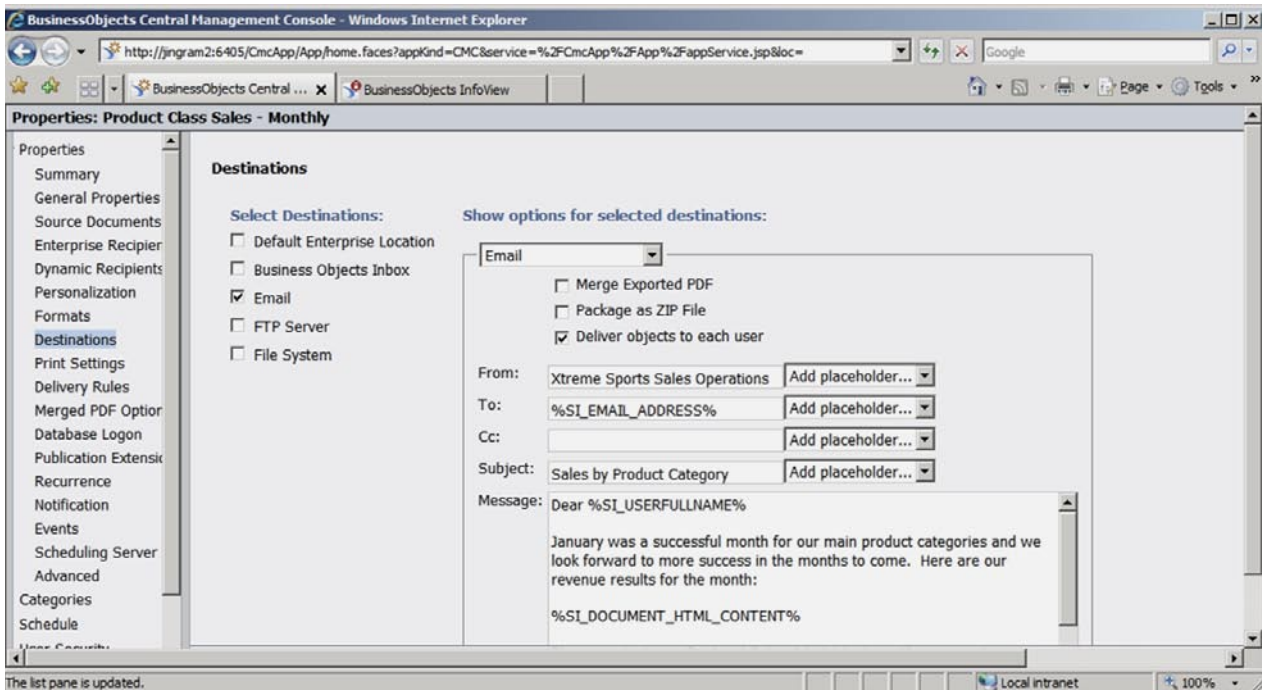 BusinessObjects Central Management Console - Windows Internet Explorer
http://jingram2:6405/CmcApp/App/home.faces?appKind=CMC&service=%2FCmcApp%2FApp%2FappService.jsp&loc=
Google
BusinessObjects Central ... X
BusinessObjects InfoView
Page
Tools
»
Properties: Product Class Sales - Monthly
Properties
Summary
General Properties
Source Documents
Enterprise Recipien
Dynamic Recipients
Personalization
Formats
Destinations
Print Settings
Delivery Rules
Merged PDF Option
Database Logon
Publication Extensio
Recurrence
Notification
Events
Scheduling Server
Advanced
Categories
Schedule
User Security
Destinations
Select Destinations:
Default Enterprise Location
Business Objects Inbox
Email
FTP Server
File System
Show options for selected destinations:
Email
Merge Exported PDF
Package as ZIP File
Deliver objects to each user
From: Xtreme Sports Sales Operations Add placeholder...
To: %SI_EMAIL_ADDRESS% Add placeholder...
Cc: Add placeholder...
Subject: Sales by Product Category Add placeholder...
Message: Dear %SI_USERFULLNAME%
January was a successful month for our main product categories and we
look forward to more success in the months to come. Here are our
revenue results for the month:
%SI_DOCUMENT_HTML_CONTENT%
The list pane is updated.
Local intranet
100%